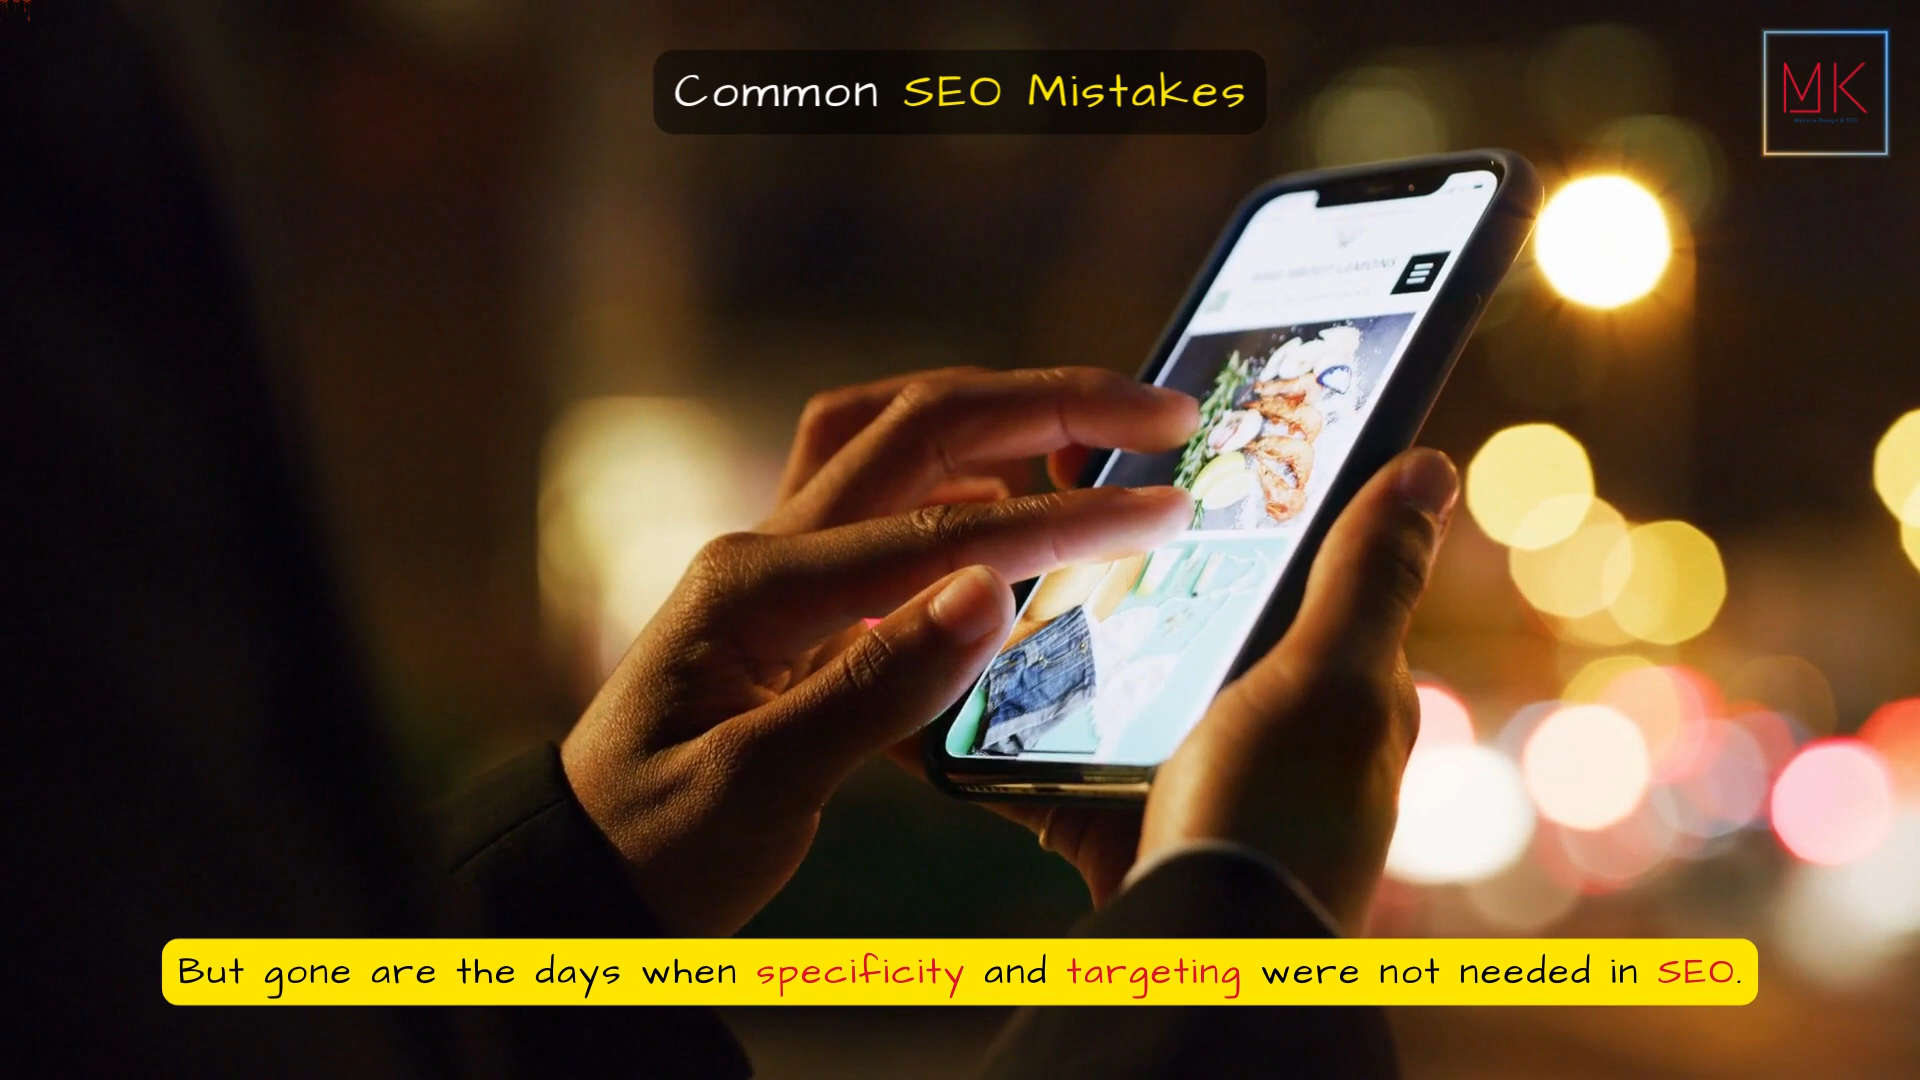 Common SEO Mistakes
MK
But gone are the days when specificity and targeting were not needed in SEO.